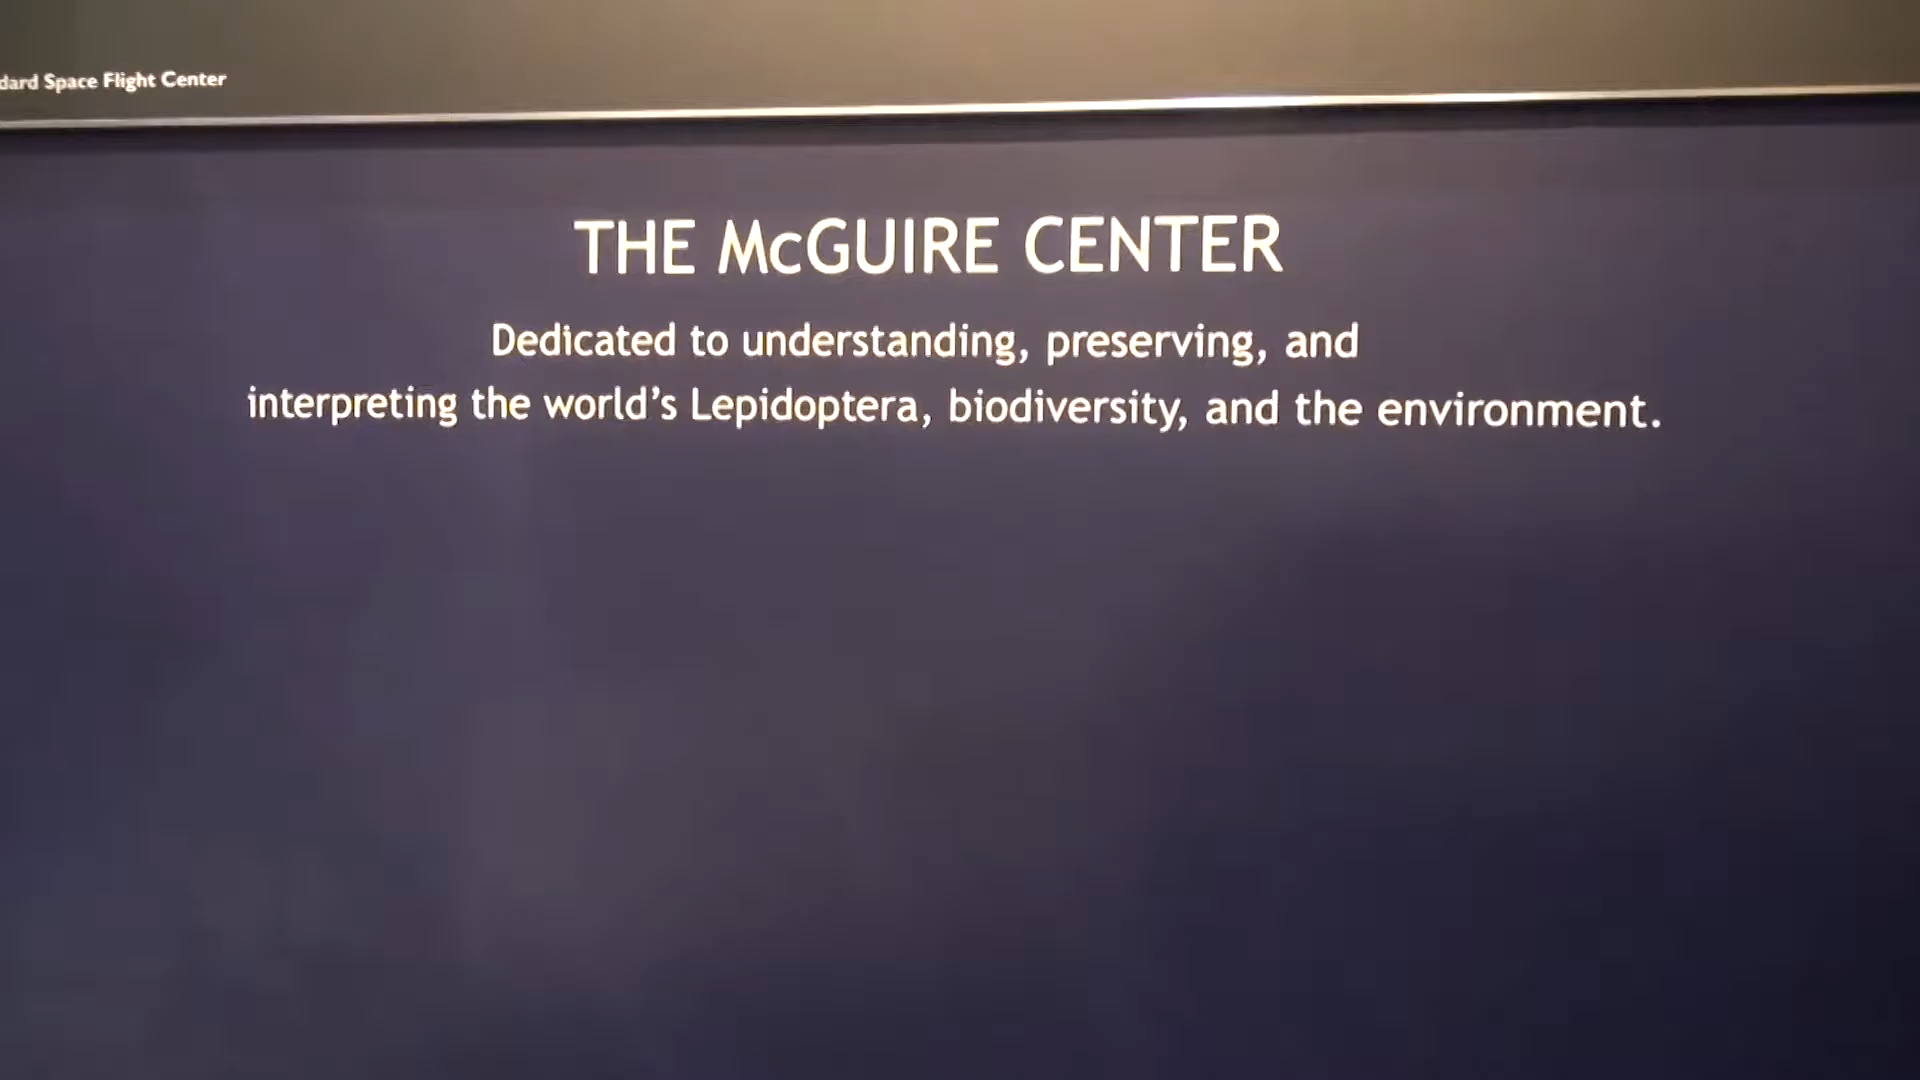 Space Flight Center
THE McGUIRE CENTER
Dedicated to understanding, preserving, and
interpreting the world’s Lepidoptera, biodiversity, and the environment.